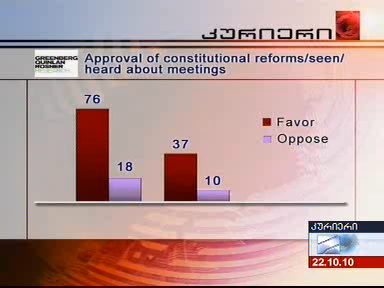 კურიერი
GREENBERG
QUINLAN
ROSNER
RESEARCH
Approval of constitutional reforms/seen/
heard about meetings
76
18
37
10
Favor
Oppose
კურიერი
22.10.10